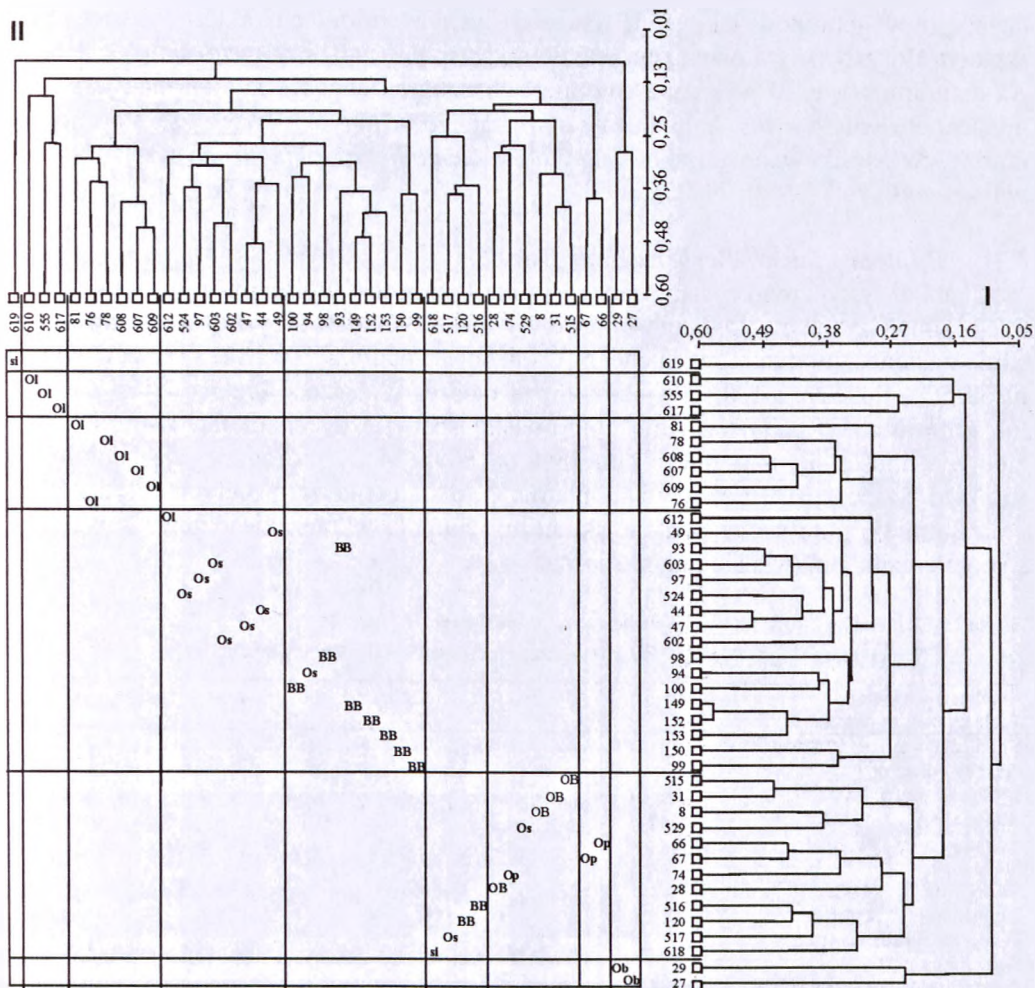 II
0,01
0,13
0,25
0,36
0,48
0,60
619 610 555 617 81 76 78 608 607 609 612 524 97 603 602 47 44 49 100 94 98 93 149 152 153 150 99 618 517 120 516 28 74 529 8 31 515 67 66 29 27
I
0,60 0,49 0,38 0,27 0,16 0,05
si 619
Ol 610
Ol 555
Ol 617
Ol 81
Ol 78
Ol 608
Ol 607
Ol 609
Ol 76
Ol 612
Os 49
BB 93
Os 603
Os 97
Os 524
Os 44
Os 47
Os 602
BB 98
Os 94
BB 100
BB 149
BB 152
BB 153
BB 150
BB 99
OB 515
OB 31
OB 8
Os 529
Op 66
Op 67
Op 74
OB 28
BB 516
BB 120
Os 517
si 618
Ob 29
Ob 27